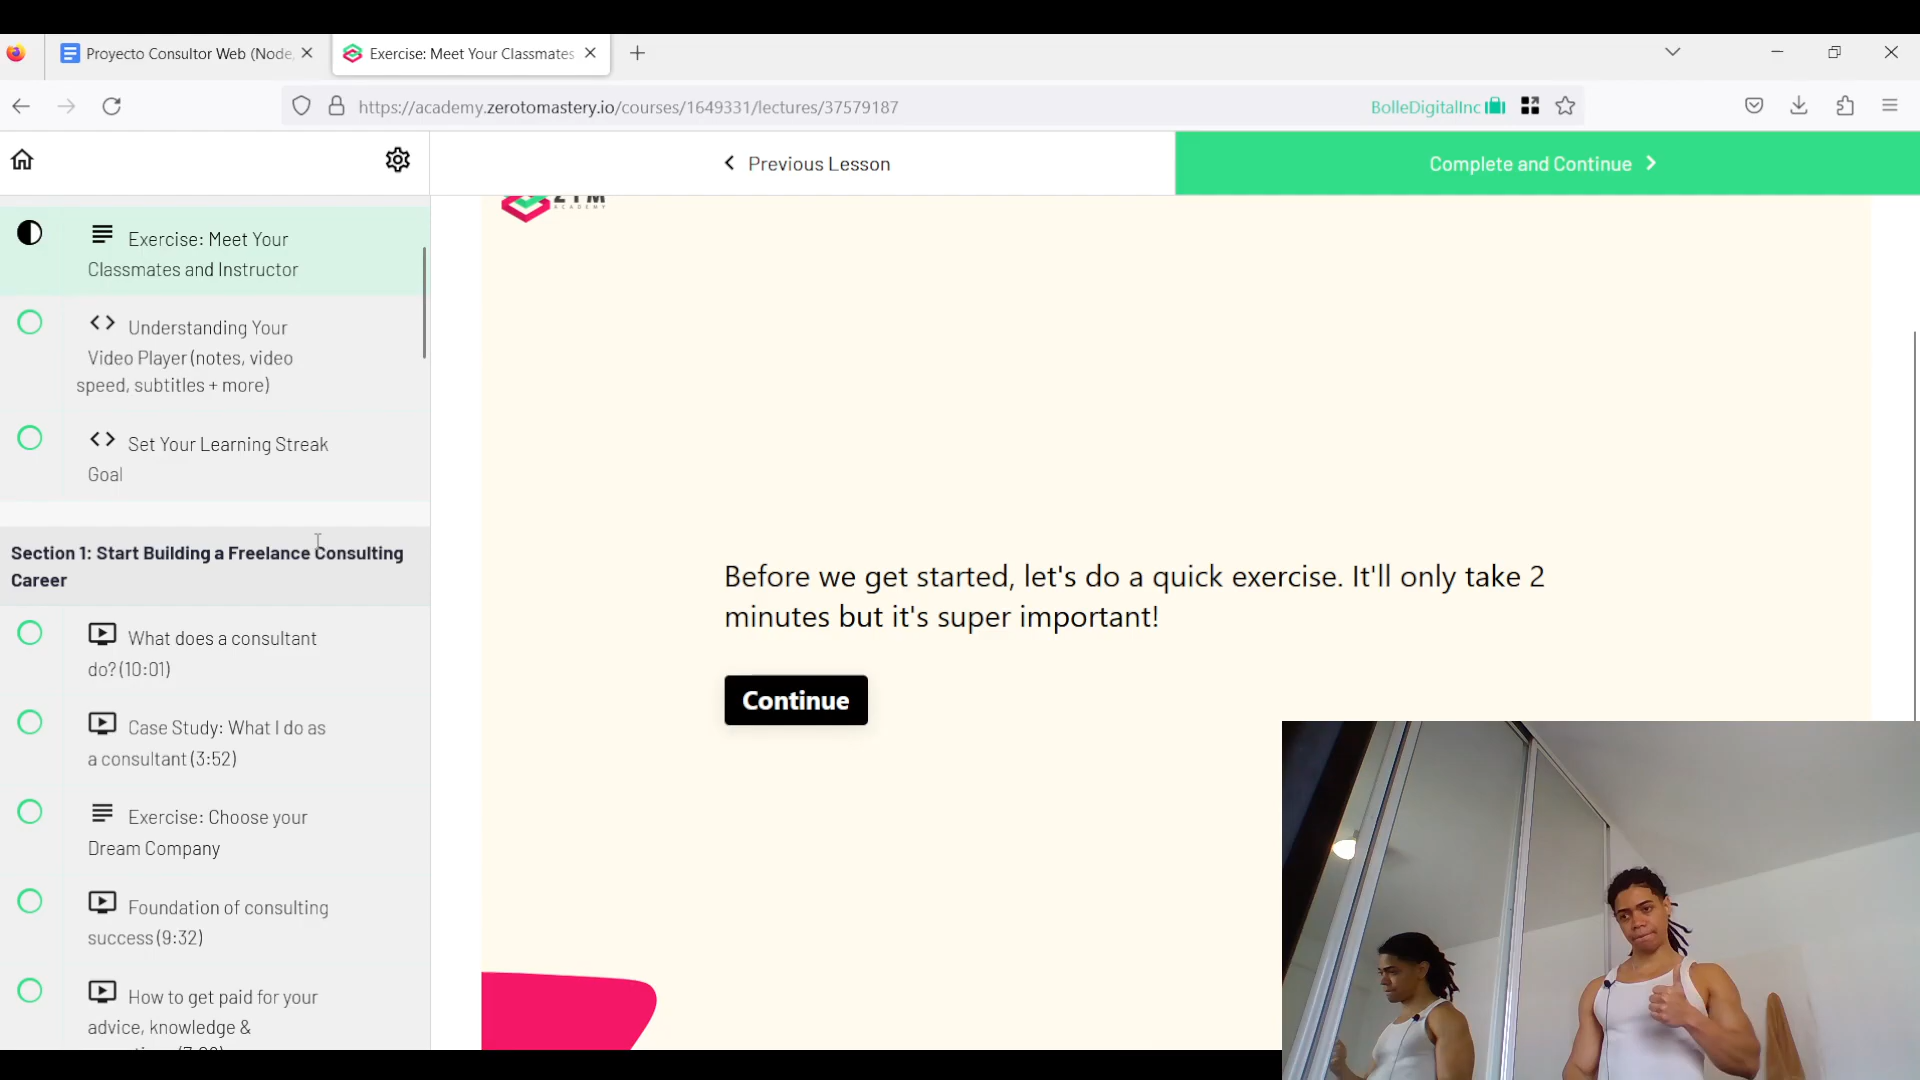 Proyecto Consultor Web (Node.
Exercise: Meet Your Classmates
https://academy.zerotomastery.io/courses/1649331/lectures/37579187
BolleDigitalInc
Previous Lesson
Complete and Continue
ZTM
ACADEMY
Exercise: Meet Your
Classmates and Instructor
Understanding Your
Video Player (notes, video
speed, subtitles + more)
Set Your Learning Streak
Goal
Section 1: Start Building a Freelance Consulting
Career
What does a consultant
do? (10:01)
Case Study: What I do as
a consultant (3:52)
Exercise: Choose your
Dream Company
Foundation of consulting
success (9:32)
How to get paid for your
advice, knowledge &
Before we get started, let's do a quick exercise. It'll only take 2
minutes but it's super important!
Continue